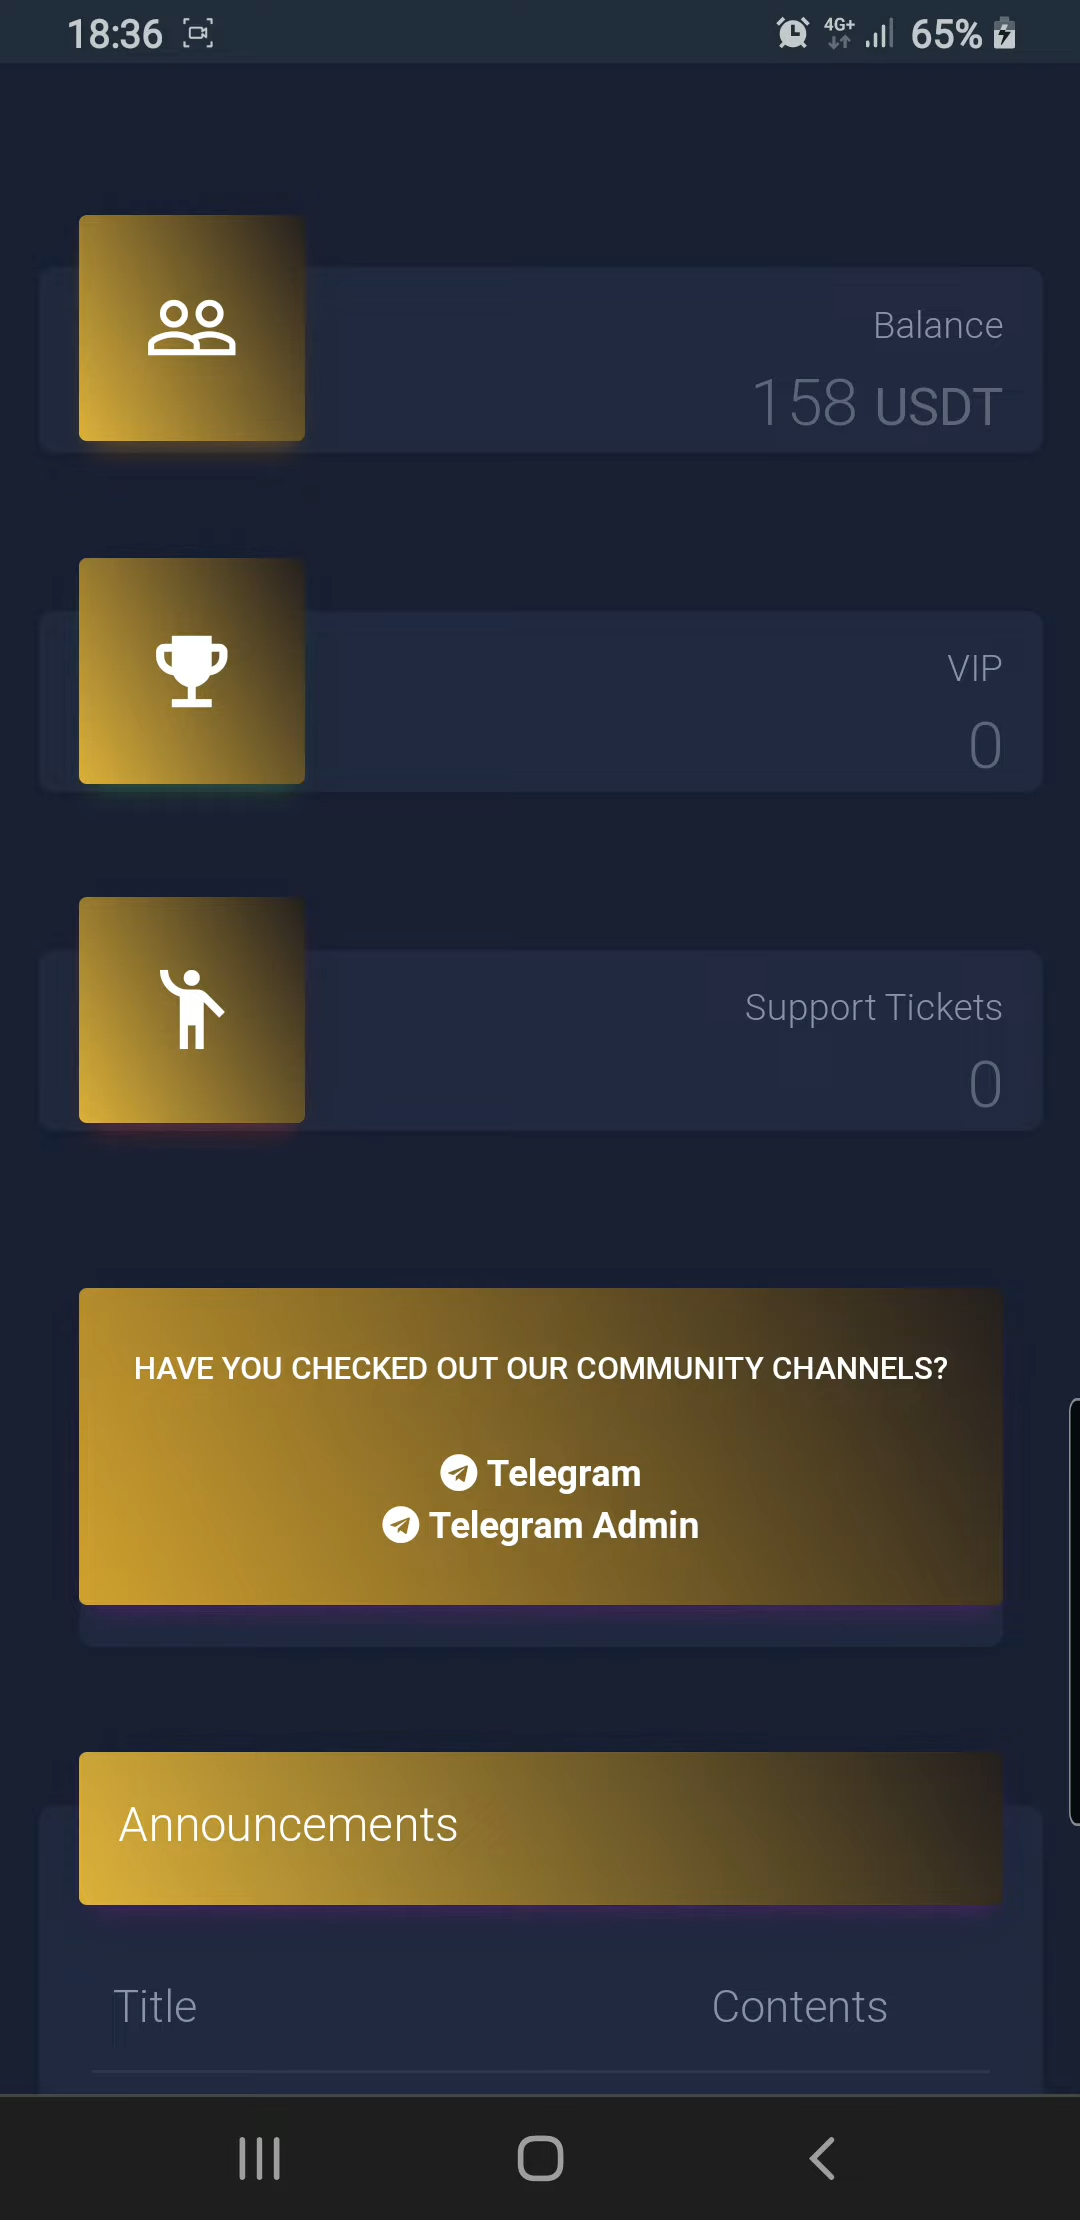 18:36 4G+ 65%
Balance
158 USDT
VIP
0
Support Tickets
0
HAVE YOU CHECKED OUT OUR COMMUNITY CHANNELS?
Telegram
Telegram Admin
Announcements
Title Contents